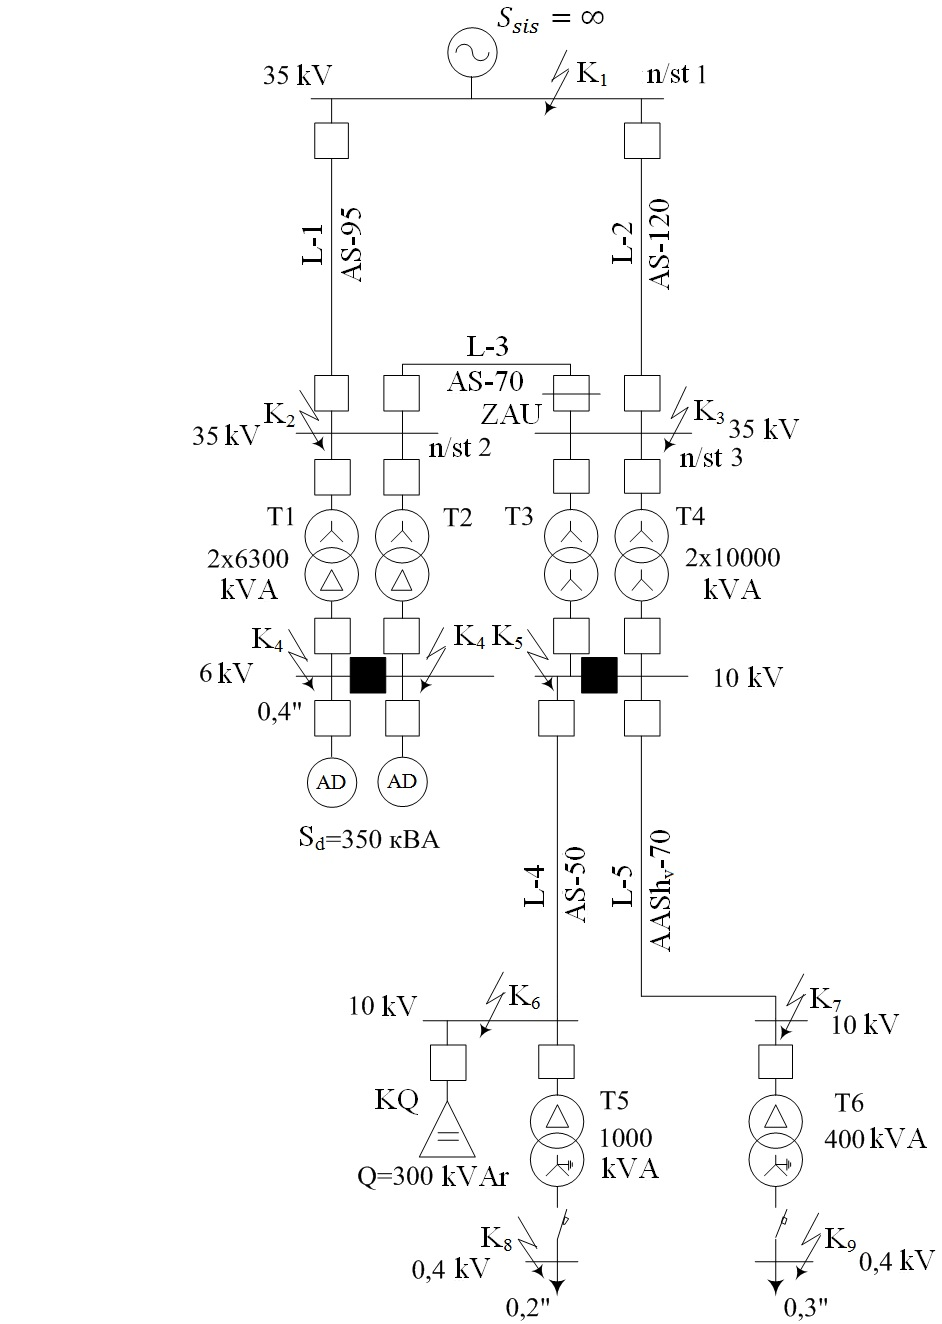 S_sis = ∞
35 kV
K₁
n/st 1
L-1
AS-95
L-2
AS-120
L-3
AS-70
ZAU
K₂
35 kV
n/st 2
K₃
35 kV
n/st 3
T1
T2
T3
T4
2x6300
kVA
2x10000
kVA
K₄
K₄
K₅
6 kV
10 kV
0,4"
AD
AD
S_d=350 кВА
L-4
AS-50
L-5
AASh_v-70
10 kV
K₆
K₇
10 kV
KQ
T5
1000
kVA
T6
400 kVA
Q=300 kVAr
K₈
0,4 kV
K₉
0,4 kV
0,2"
0,3"